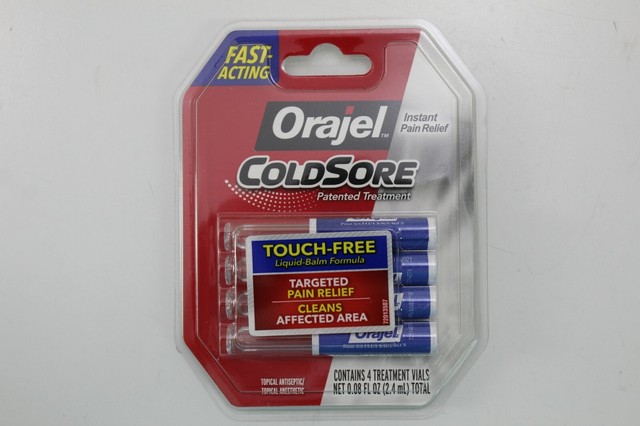 FAST-
ACTING
Orajel™
Instant
Pain Relief
COLDSORE
Patented Treatment
TOUCH-FREE
Liquid-Balm Formula
TARGETED
PAIN RELIEF
CLEANS
AFFECTED AREA
Orajel
TOPICAL ANTISEPTIC/
TOPICAL ANESTHETIC
CONTAINS 4 TREATMENT VIALS
NET 0.08 FL OZ (2.4 mL) TOTAL